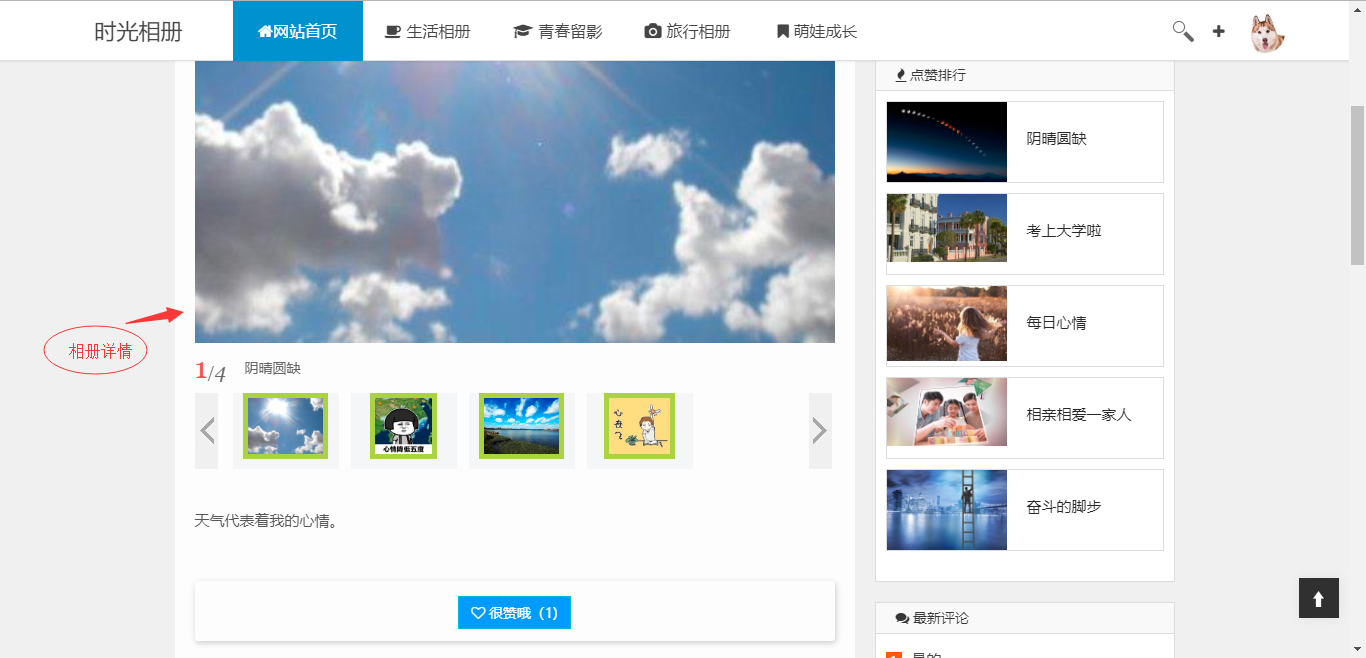 时光相册
网站首页
生活相册
青春留影
旅行相册
萌娃成长
点赞排行
阴晴圆缺
考上大学啦
每日心情
相亲相爱一家人
奋斗的脚步
相册详情
1/4
阴晴圆缺
心情降低五度
心在飞
天气代表着我的心情。
很赞哦（1）
最新评论